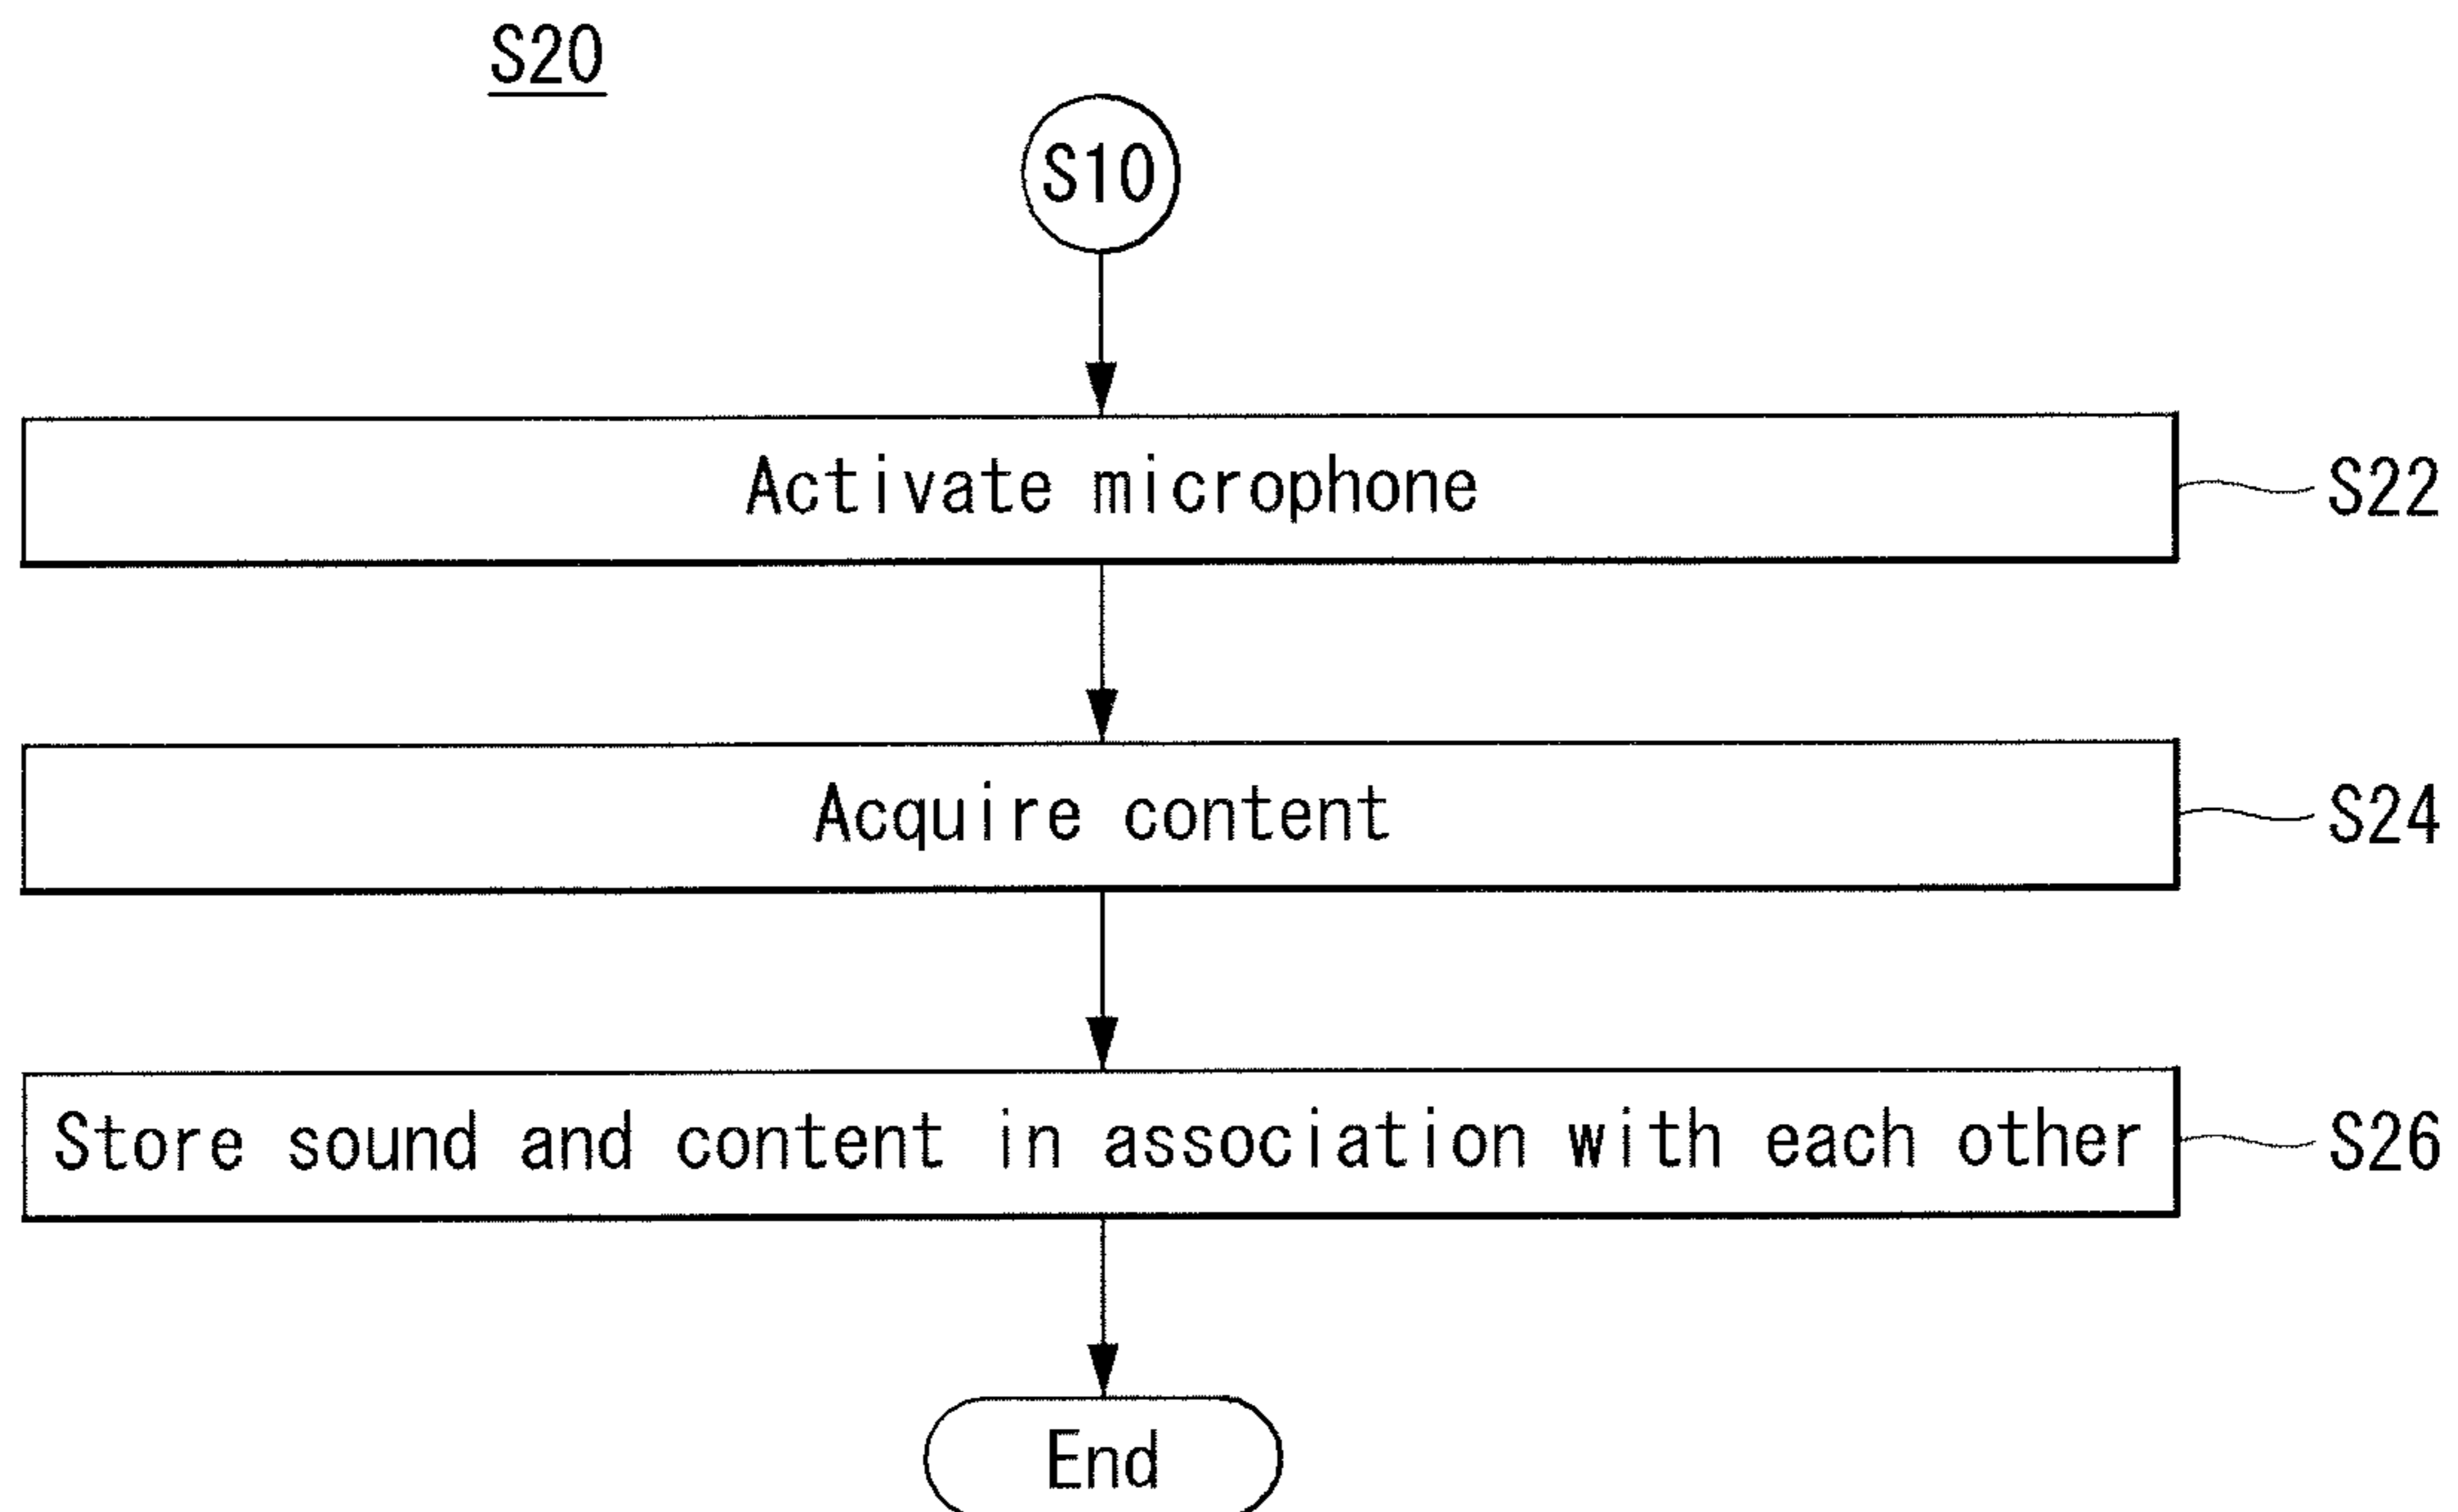 S20
S10
Activate microphone
S22
Acquire content
S24
Store sound and content in association with each other
S26
End